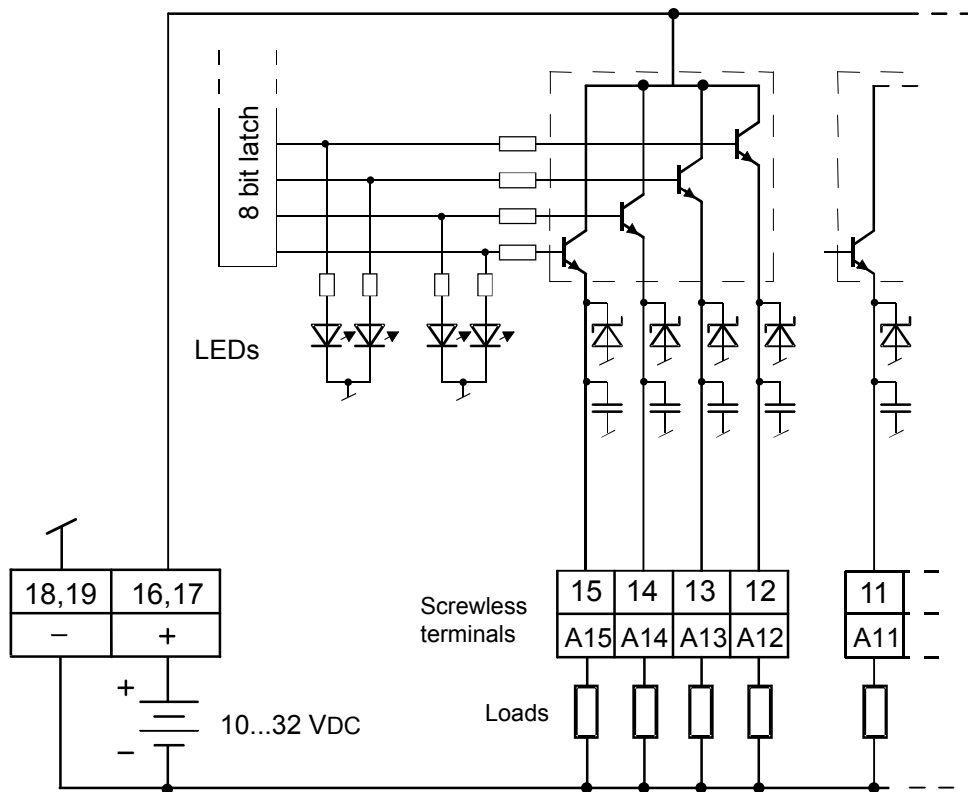 8 bit latch
LEDs
18,19 16,17
– +
+
–
10...32 VDC
Screwless
terminals
15 14 13 12 11
A15 A14 A13 A12 A11
Loads